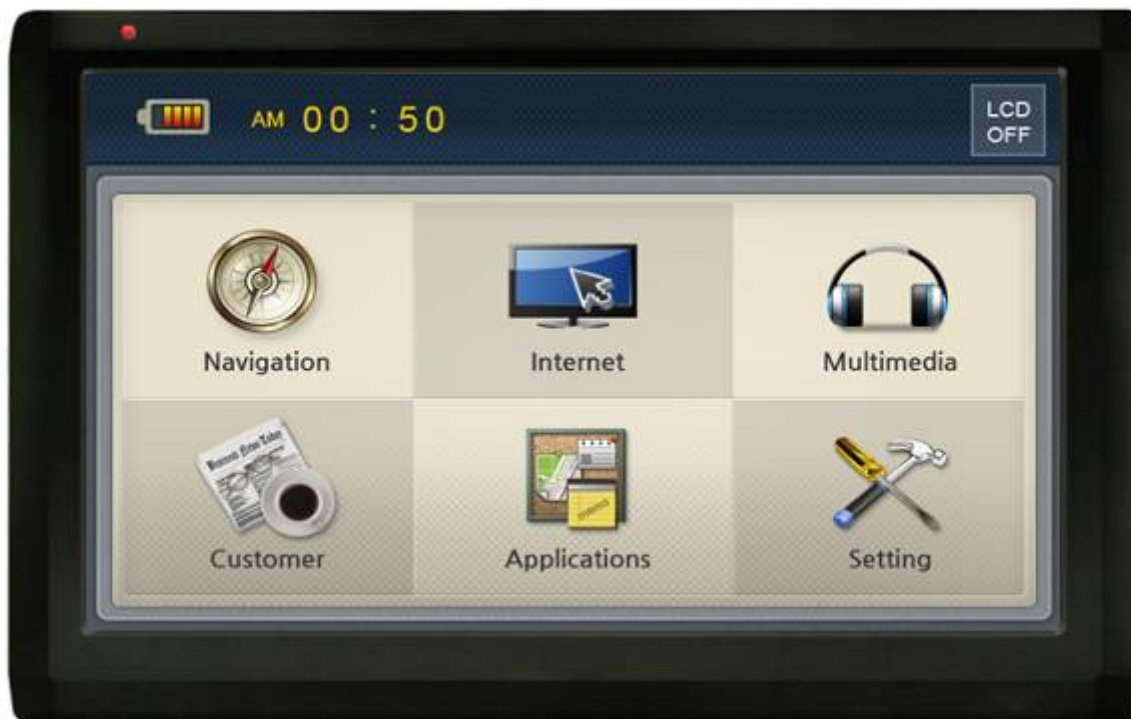 AM 00 : 50
LCD
OFF
Navigation
Internet
Multimedia
Customer
Applications
Setting